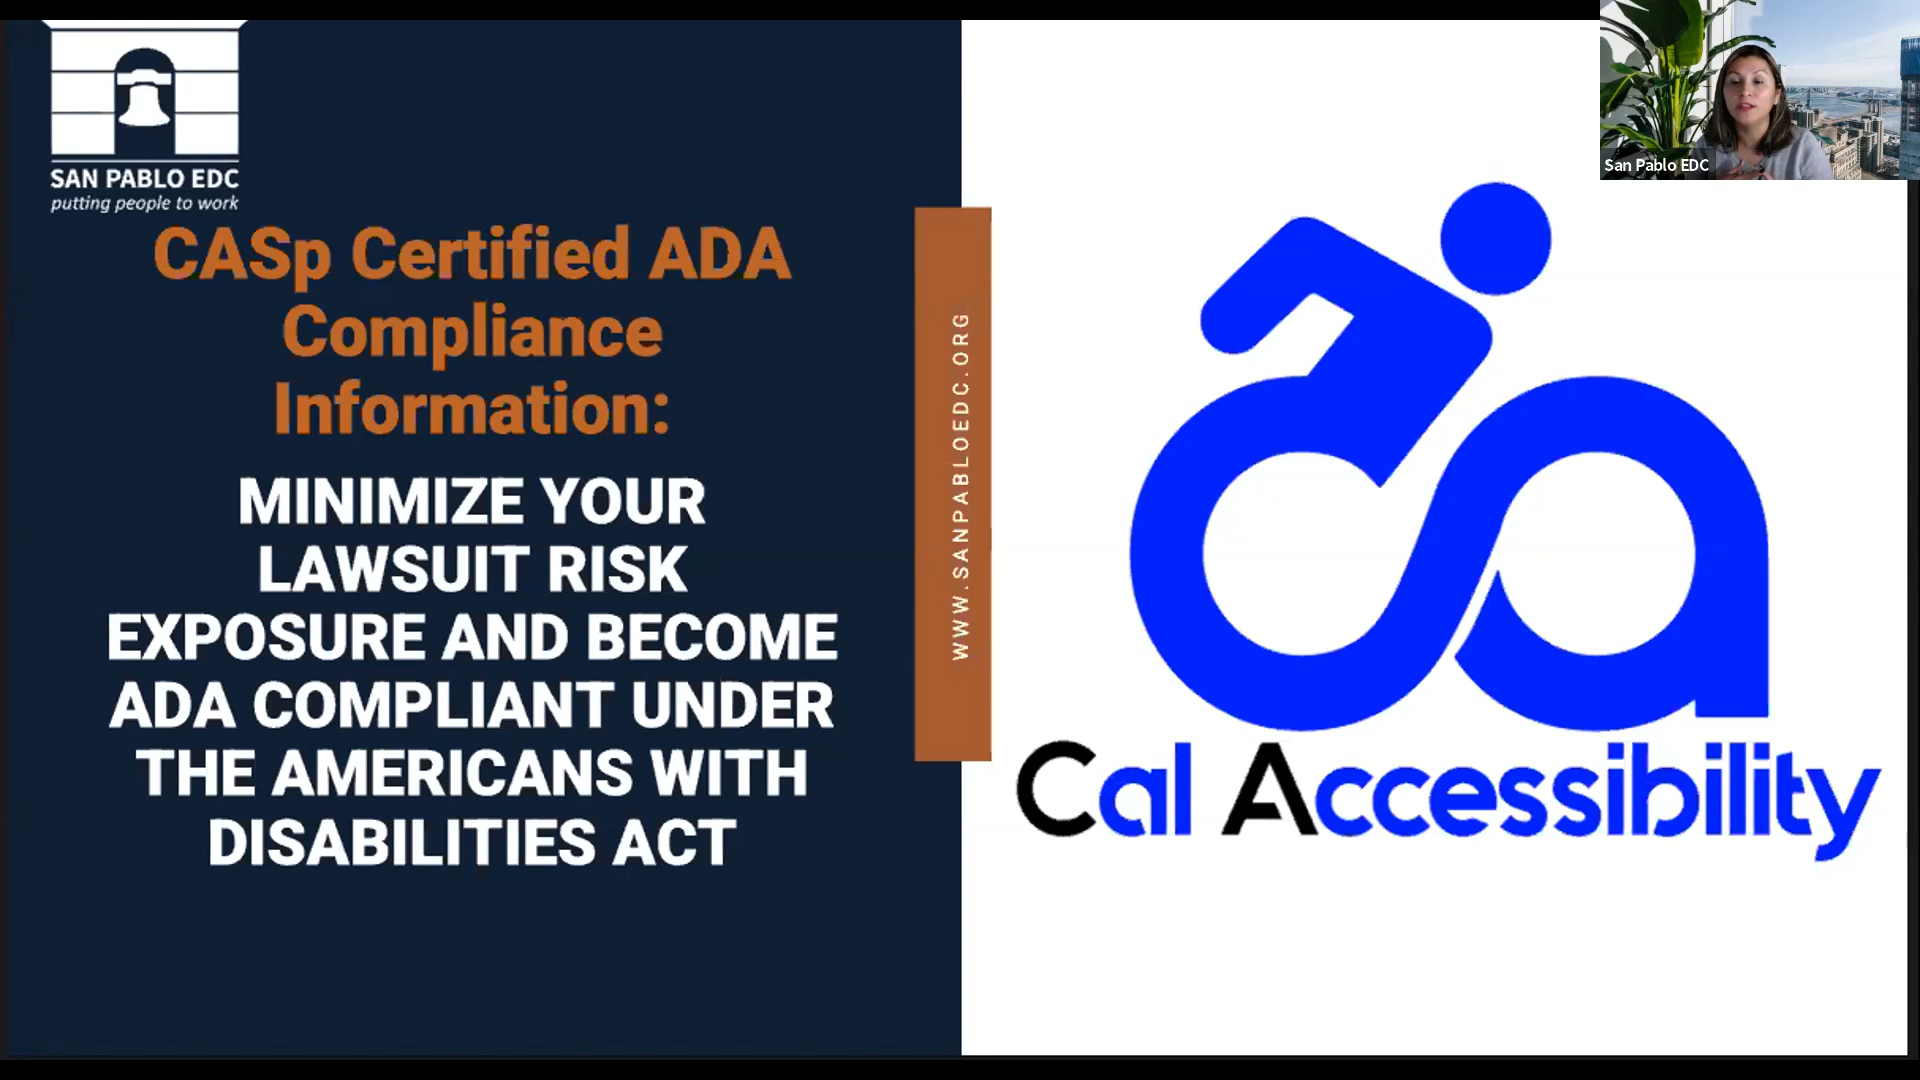 SAN PABLO EDC
putting people to work
CASp Certified ADA
Compliance
Information:
MINIMIZE YOUR
LAWSUIT RISK
EXPOSURE AND BECOME
ADA COMPLIANT UNDER
THE AMERICANS WITH
DISABILITIES ACT
WWW.SANPABLOEDC.ORG
Cal Accessibility
San Pablo EDC